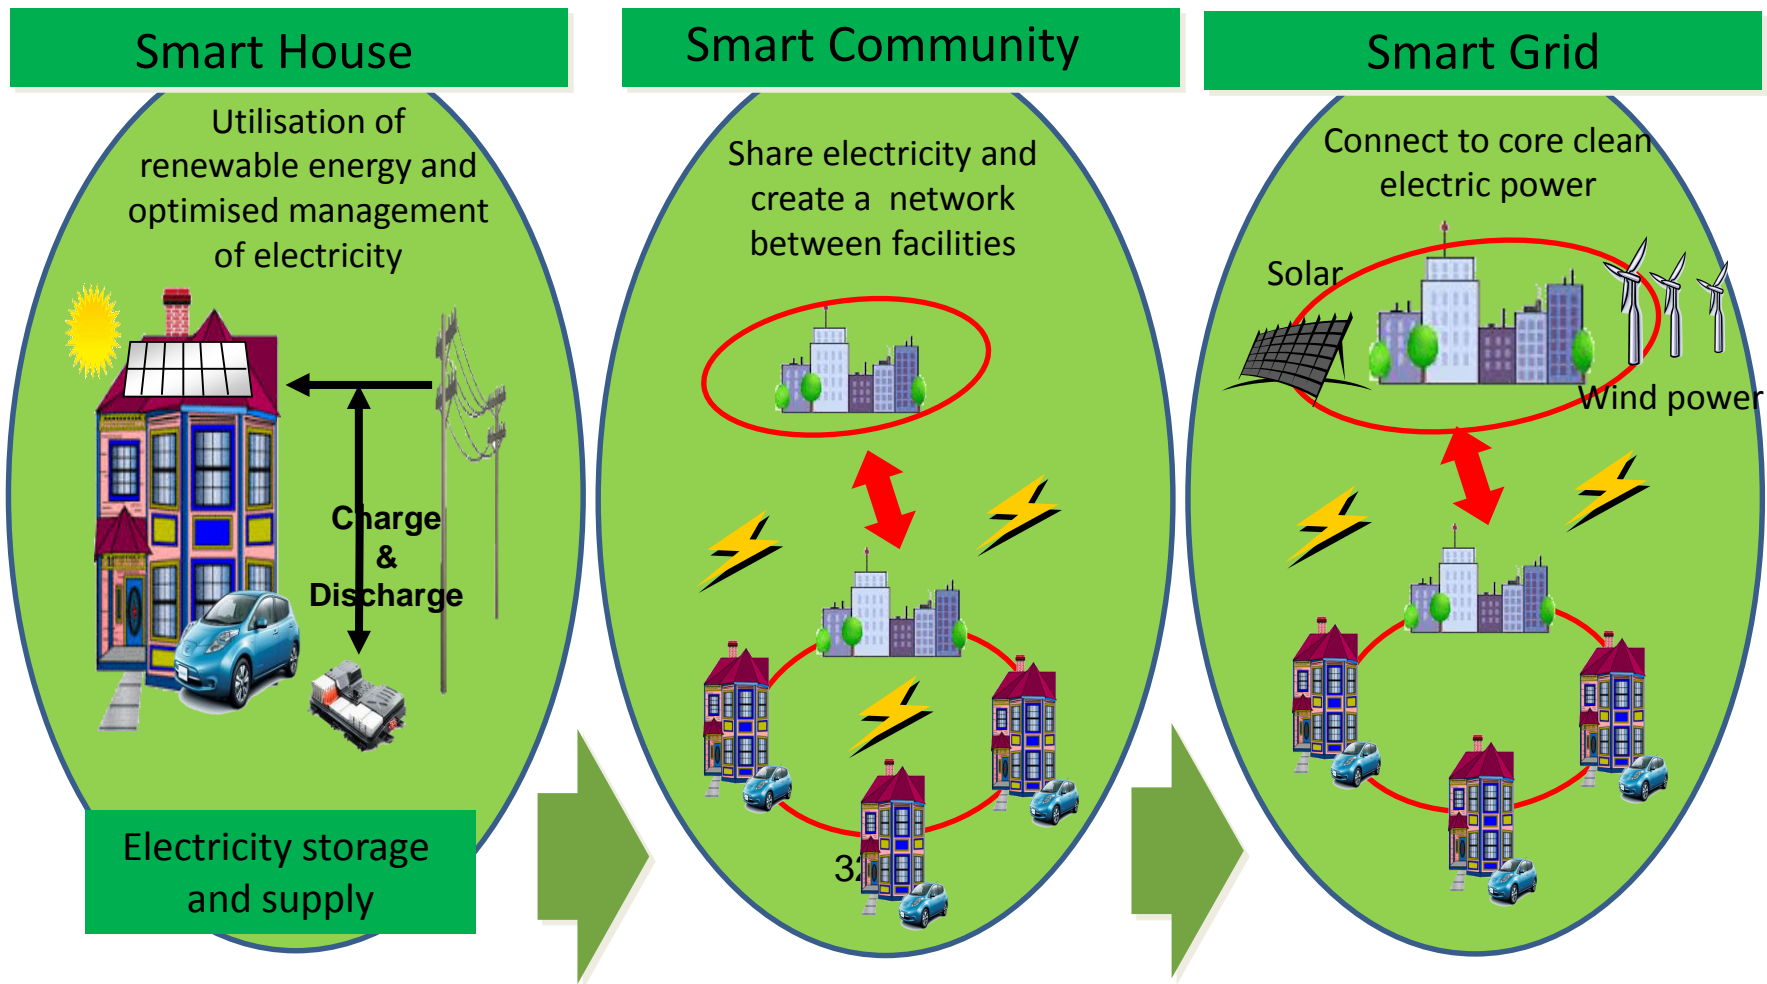 Smart House
Utilisation of
renewable energy and
optimised management
of electricity
Charge
&
Discharge
Electricity storage
and supply
Smart Community
Share electricity and
create a network
between facilities
Smart Grid
Connect to core clean
electric power
Solar
Wind power